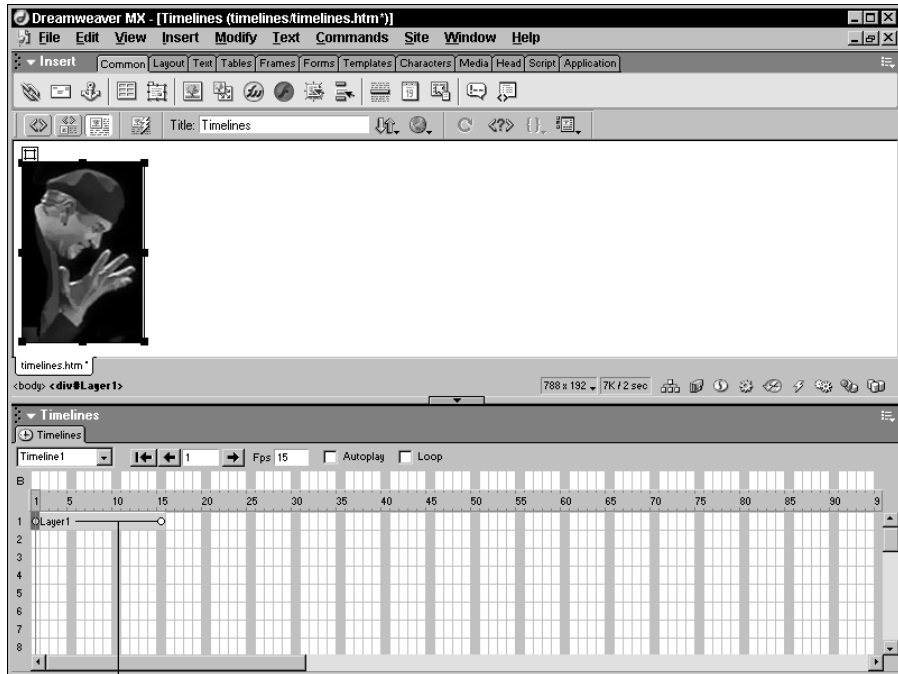 Dreamweaver MX - [Timelines (timelines/timelines.htm*)]
File Edit View Insert Modify Text Commands Site Window Help
Insert Common Layout Text Tables Frames Forms Templates Characters Media Head Script Application
Title: Timelines
timelines.htm*
<body> <div#Layer1> 788 x 192 7K / 2 sec
Timelines
Timelines
Timeline1 1 Fps 15 Autoplay Loop
B
1 5 10 15 20 25 30 35 40 45 50 55 60 65 70 75 80 85 90 9
1 Layer1
2
3
4
5
6
7
8